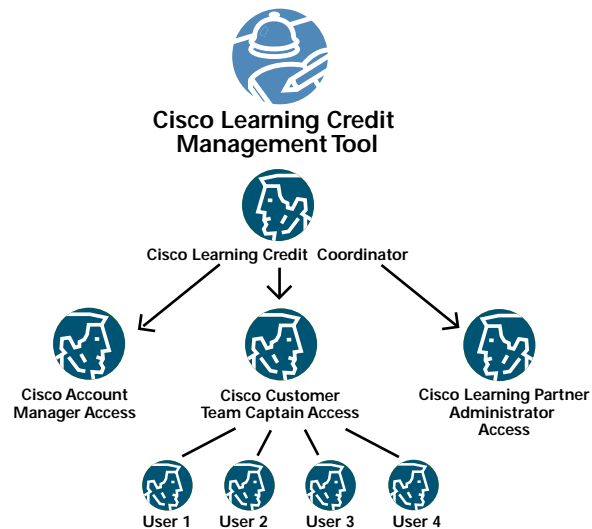 Cisco Learning Credit
Management Tool
Cisco Learning Credit Coordinator
Cisco Account
Manager Access
Cisco Customer
Team Captain Access
Cisco Learning Partner
Administrator
Access
User 1
User 2
User 3
User 4